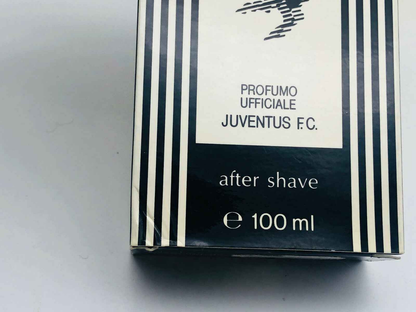 PROFUMO
UFFICIALE
JUVENTUS F.C.
after shave
℮ 100 ml